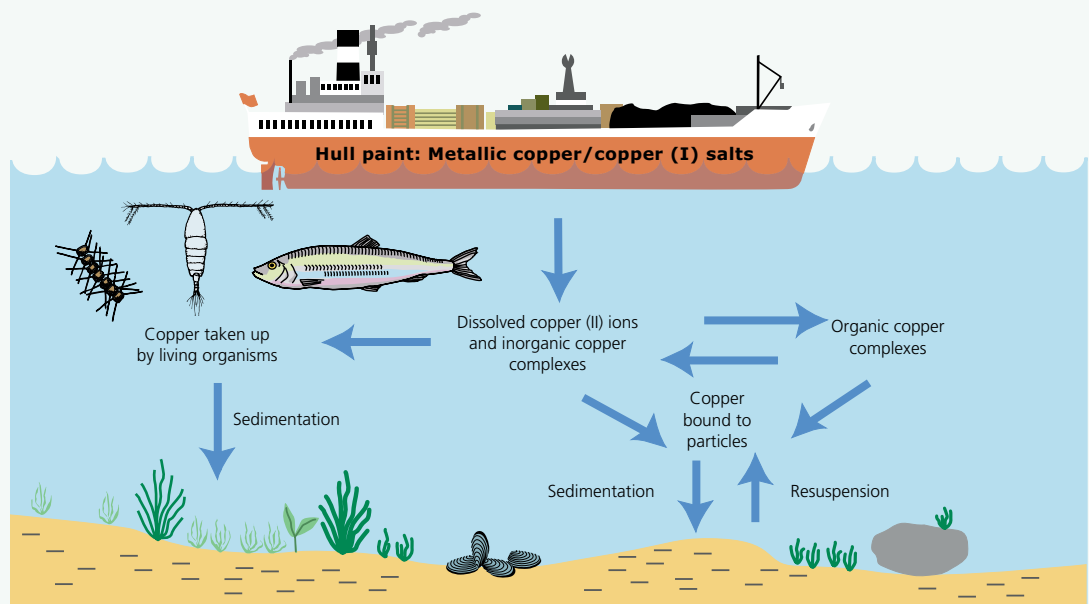 Hull paint: Metallic copper/copper (I) salts
Copper taken up
by living organisms
Dissolved copper (II) ions
and inorganic copper
complexes
Organic copper
complexes
Copper
bound to
particles
Sedimentation
Sedimentation
Resuspension